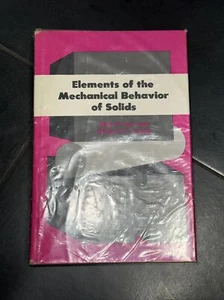 Elements of the
Mechanical Behavior
of Solids